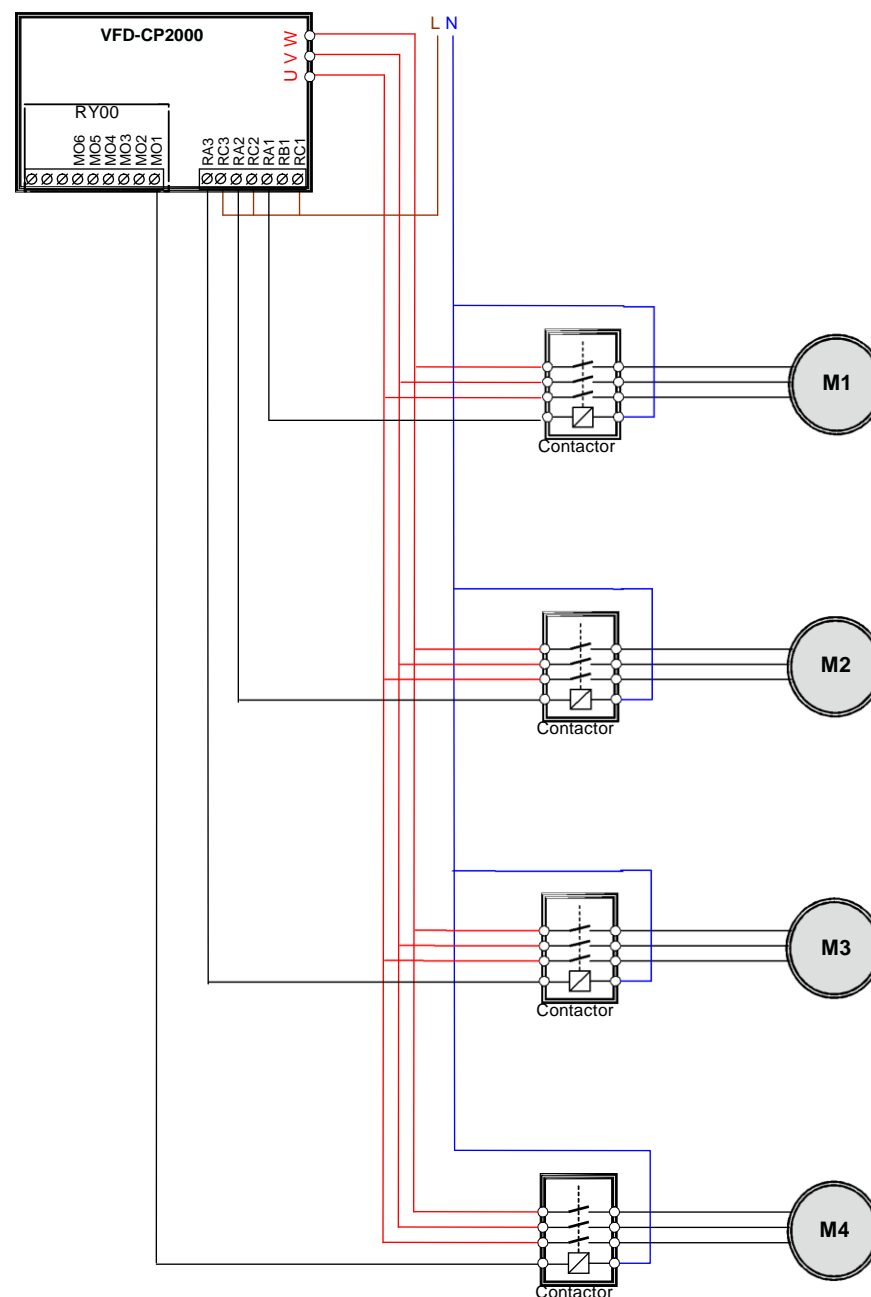 VFD-CP2000
L N
U V W
RY00
MO6
MO5
MO4
MO3
MO2
MO1
RA3
RC3
RA2
RC2
RA1
RB1
RC1
M1
Contactor
M2
Contactor
M3
Contactor
M4
Contactor